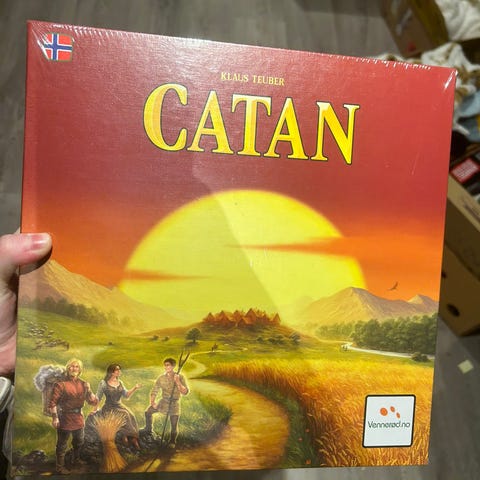 KLAUS TEUBER
CATAN
Vennerød.no